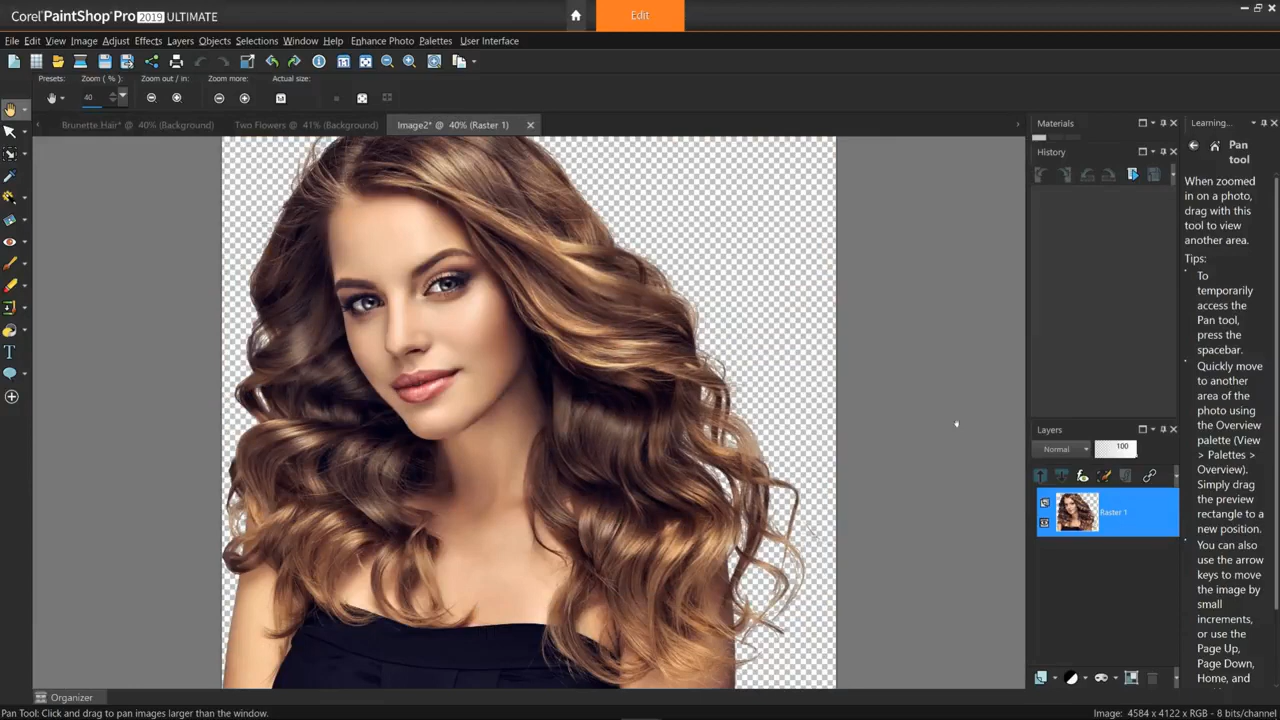 Corel® PaintShop® Pro 2019 ULTIMATE
Edit
File Edit View Image Adjust Effects Layers Objects Selections Window Help Enhance Photo Palettes User Interface
Presets: Zoom ( % ): Zoom out / in: Zoom more: Actual size:
40
Brunette Hair* @ 40% (Background) Two Flowers @ 41% (Background) Image2* @ 40% (Raster 1)
Materials
History
Layers
Normal 100
Raster 1
Learning...
Pan
tool
When zoomed
in on a photo,
drag with this
tool to view
another area.
Tips:
To
temporarily
access the
Pan tool,
press the
spacebar.
Quickly move
to another
area of the
photo using
the Overview
palette (View
> Palettes >
Overview).
Simply drag
the preview
rectangle to a
new position.
You can also
use the arrow
keys to move
the image by
small
increments,
or use the
Page Up,
Page Down,
Home, and
Organizer
Pan Tool: Click and drag to pan images larger than the window.
Image: 4584 x 4122 x RGB - 8 bits/channel